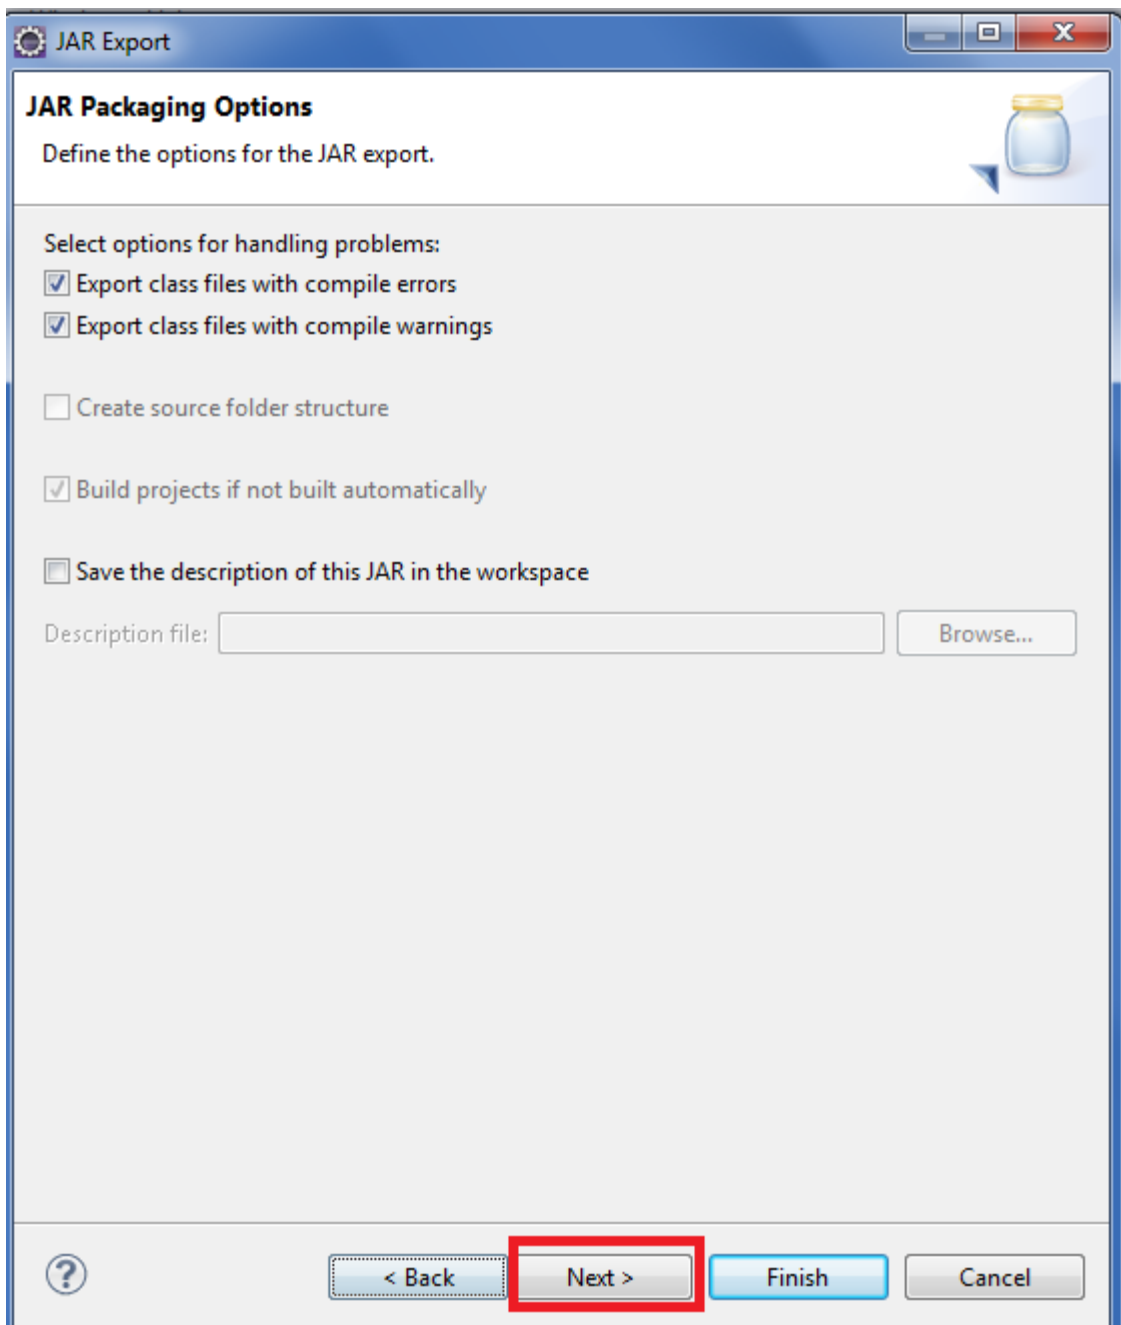 JAR Export
JAR Packaging Options
Define the options for the JAR export.
Select options for handling problems:
Export class files with compile errors
Export class files with compile warnings
Create source folder structure
Build projects if not built automatically
Save the description of this JAR in the workspace
Description file:
Browse...
< Back
Next >
Finish
Cancel